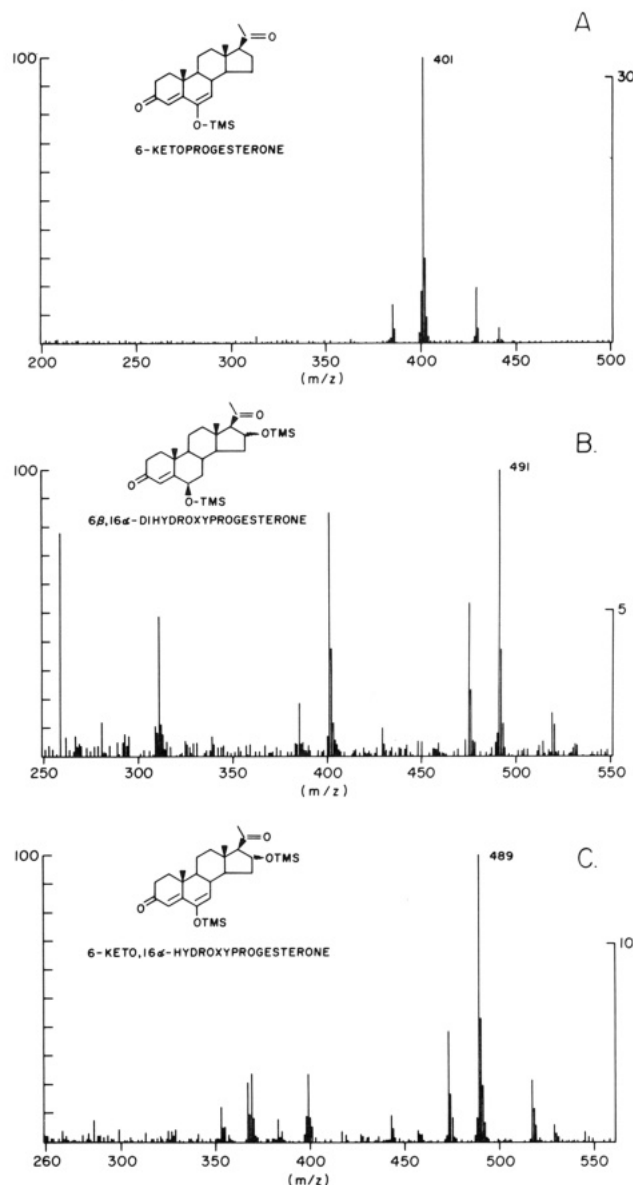 A
100
O
O
O-TMS
6-KETOPROGESTERONE
401
30
200
250
300
350
400
450
500
(m/z)
B.
100
O
OTMS
O
O-TMS
6β,16α-DIHYDROXYPROGESTERONE
491
5
250
300
350
400
450
500
550
(m/z)
C.
100
O
OTMS
O
OTMS
6-KETO,16α-HYDROXYPROGESTERONE
489
10
260
300
350
400
450
500
550
(m/z)